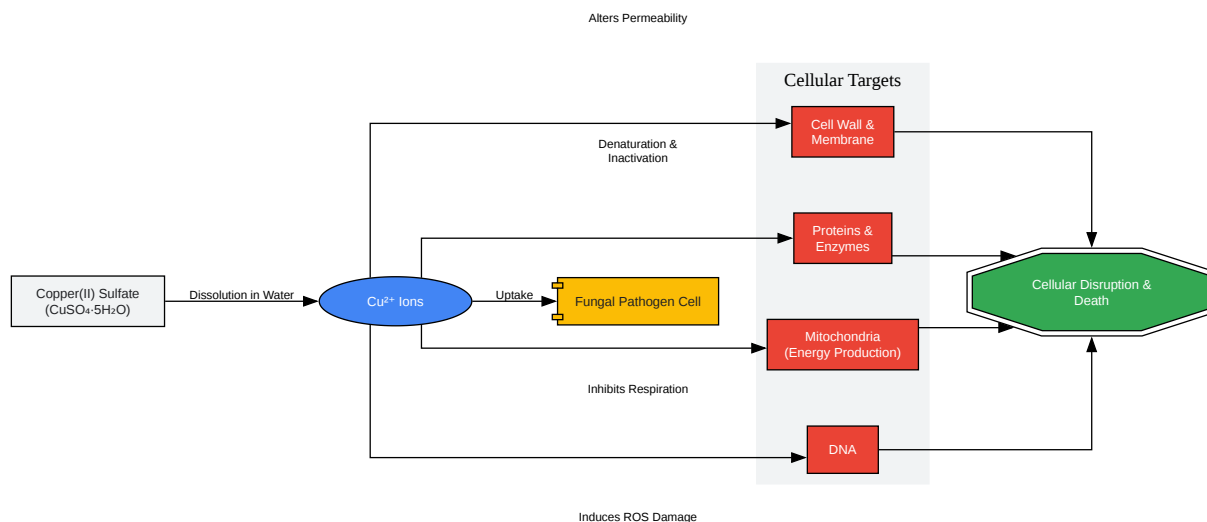 Alters Permeability
Cellular Targets
Cell Wall &
Membrane
Denaturation &
Inactivation
Proteins &
Enzymes
Copper(II) Sulfate
(CuSO₄·5H₂O)
Dissolution in Water
Cu²⁺ Ions
Uptake
Fungal Pathogen Cell
Cellular Disruption &
Death
Mitochondria
(Energy Production)
Inhibits Respiration
DNA
Induces ROS Damage